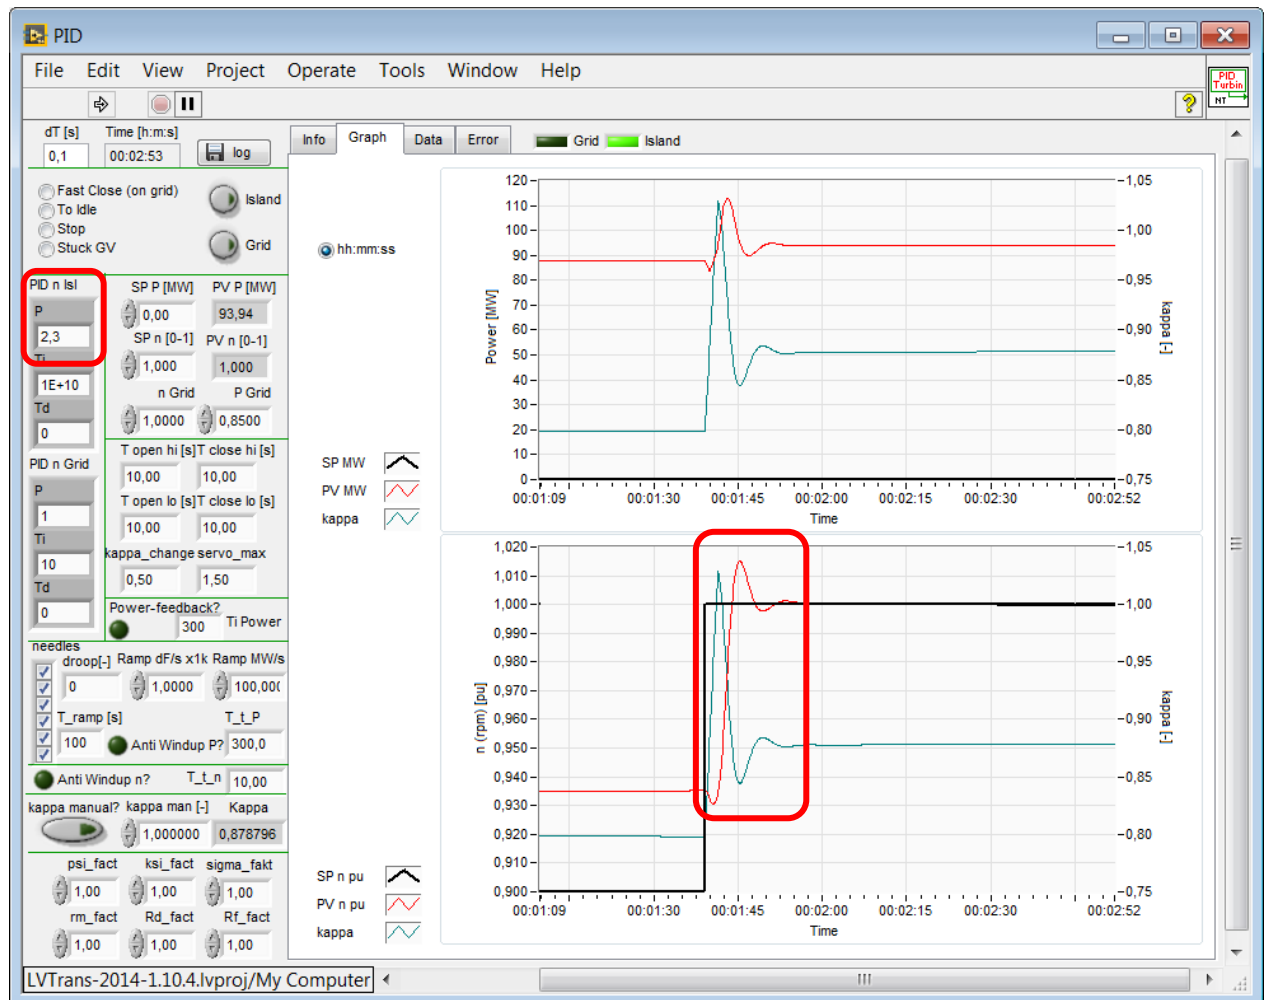 PID
File Edit View Project Operate Tools Window Help
PID
Turbin
NT
?
dT [s] Time [h:m:s]
0,1 00:02:53 log
Info Graph Data Error Grid Island
Fast Close (on grid)
To Idle
Stop
Stuck GV
Island
Grid
hh:mm:ss
PID n Isl
P
2,3
Ti
1E+10
Td
0
PID n Grid
P
1
Ti
10
Td
0
SP P [MW] PV P [MW]
0,00 93,94
SP n [0-1] PV n [0-1]
1,000 1,000
n Grid P Grid
1,0000 0,8500
T open hi [s] T close hi [s]
10,00 10,00
T open lo [s] T close lo [s]
10,00 10,00
kappa_change servo_max
0,50 1,50
Power-feedback?
300 Ti Power
needles
droop[-] Ramp dF/s x1k Ramp MW/s
0 1,0000 100,00(
T_ramp [s] T_t_P
100 Anti Windup P? 300,0
Anti Windup n? T_t_n 10,00
kappa manual? kappa man [-] Kappa
1,000000 0,878796
psi_fact ksi_fact sigma_fakt
1,00 1,00 1,00
rm_fact Rd_fact Rf_fact
1,00 1,00 1,00
SP MW
PV MW
kappa
Power [MW]
120
110
100
90
80
70
60
50
40
30
20
10
0
1,05
1,00
0,95
0,90
0,85
0,80
0,75
kappa [-]
00:01:09 00:01:30 00:01:45 00:02:00 00:02:15 00:02:30 00:02:52
Time
SP n pu
PV n pu
kappa
n (rpm) [pu]
1,020
1,010
1,000
0,990
0,980
0,970
0,960
0,950
0,940
0,930
0,920
0,910
0,900
1,05
1,00
0,95
0,90
0,85
0,80
0,75
kappa [-]
00:01:09 00:01:30 00:01:45 00:02:00 00:02:15 00:02:30 00:02:52
Time
LVTrans-2014-1.10.4.lvproj/My Computer